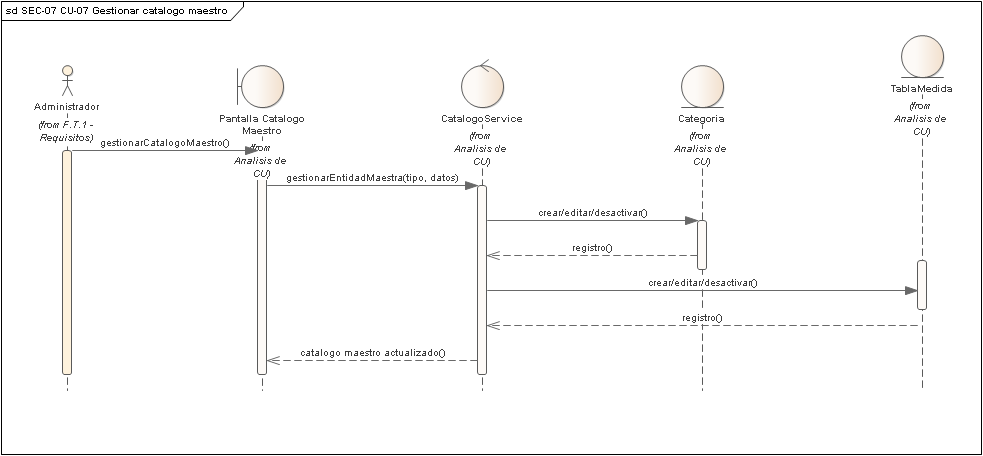 sd SEC-07 CU-07 Gestionar catalogo maestro
Administrador
(from F.T.1 -
Requisitos)
Pantalla Catalogo
Maestro
(from
Analisis de
CU)
CatalogoService
(from
Analisis de
CU)
Categoria
(from
Analisis de
CU)
TablaMedida
(from
Analisis de
CU)
gestionarCatalogoMaestro()
gestionarEntidadMaestra(tipo, datos)
crear/editar/desactivar()
registro()
crear/editar/desactivar()
registro()
catalogo maestro actualizado()